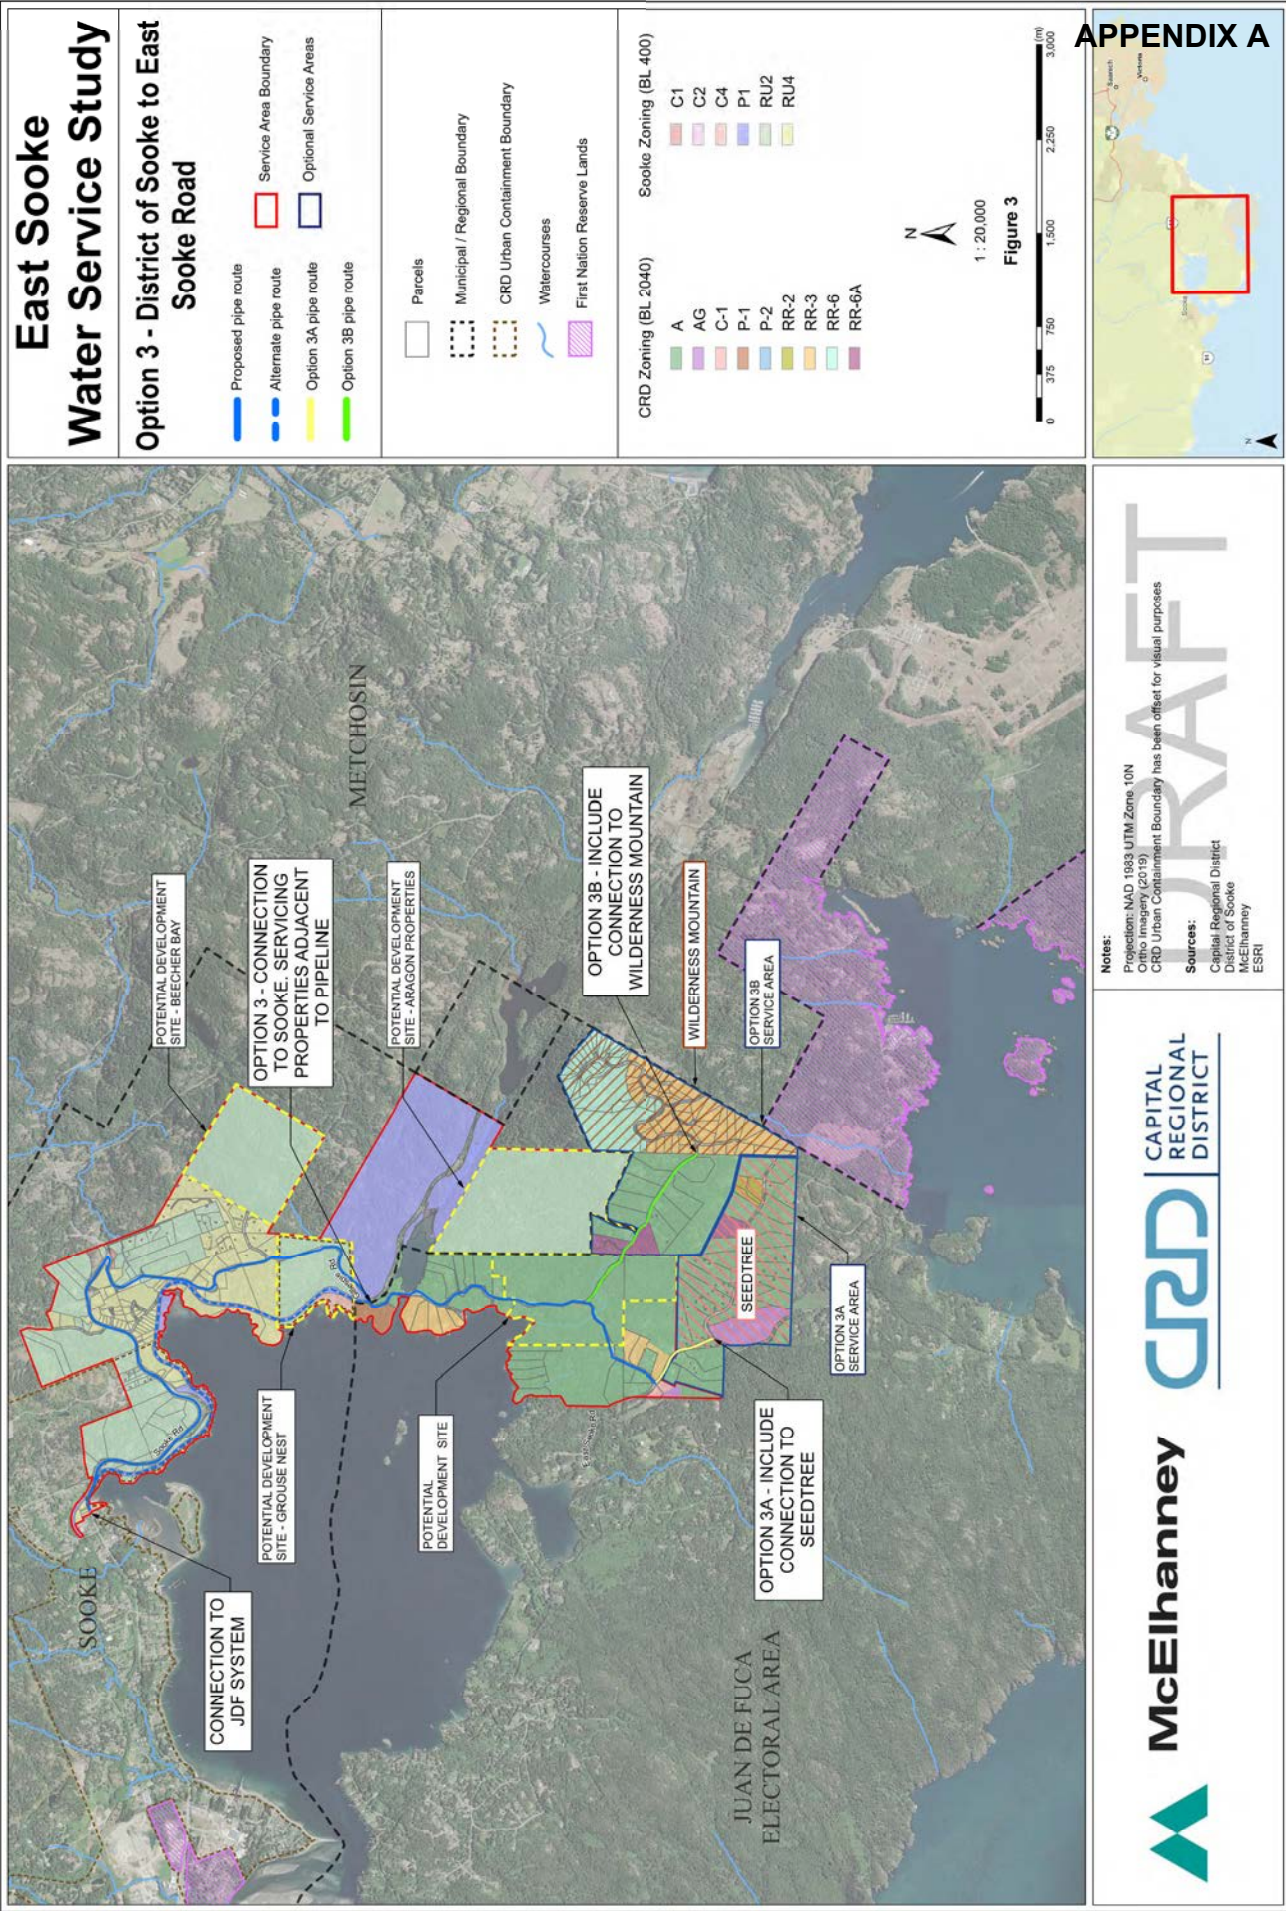 APPENDIX A
East Sooke
Water Service Study
Option 3 - District of Sooke to East
Sooke Road
Proposed pipe route
Alternate pipe route
Option 3A pipe route
Option 3B pipe route
Service Area Boundary
Optional Service Areas
Parcels
Municipal / Regional Boundary
CRD Urban Containment Boundary
Watercourses
First Nation Reserve Lands
CRD Zoning (BL 2040)
A
AG
C-1
P-1
P-2
RR-2
RR-3
RR-6
RR-6A
Sooke Zoning (BL 400)
C1
C2
C4
P1
RU2
RU4
N
1 : 20,000
Figure 3
0
375
750
1,500
2,250
3,000
(m)
Saanich
Victoria
Sooke
N
SOOKE
METCHOSIN
JUAN DE FUCA
ELECTORAL AREA
CONNECTION TO
JDF SYSTEM
POTENTIAL DEVELOPMENT
SITE - GROUSE NEST
POTENTIAL
DEVELOPMENT SITE
OPTION 3A - INCLUDE
CONNECTION TO
SEEDTREE
OPTION 3A
SERVICE AREA
SEEDTREE
POTENTIAL DEVELOPMENT
SITE - BEECHER BAY
OPTION 3 - CONNECTION
TO SOOKE. SERVICING
PROPERTIES ADJACENT
TO PIPELINE
POTENTIAL DEVELOPMENT
SITE - ARAGON PROPERTIES
OPTION 3B - INCLUDE
CONNECTION TO
WILDERNESS MOUNTAIN
WILDERNESS MOUNTAIN
OPTION 3B
SERVICE AREA
Sooke Rd
Gillespie Rd
East Sooke Rd
McElhanney
CRD
CAPITAL
REGIONAL
DISTRICT
Notes:
Projection: NAD 1983 UTM Zone 10N
Ortho Imagery (2019)
CRD Urban Containment Boundary has been offset for visual purposes
Sources:
Capital Regional District
District of Sooke
McElhanney
ESRI
DRAFT